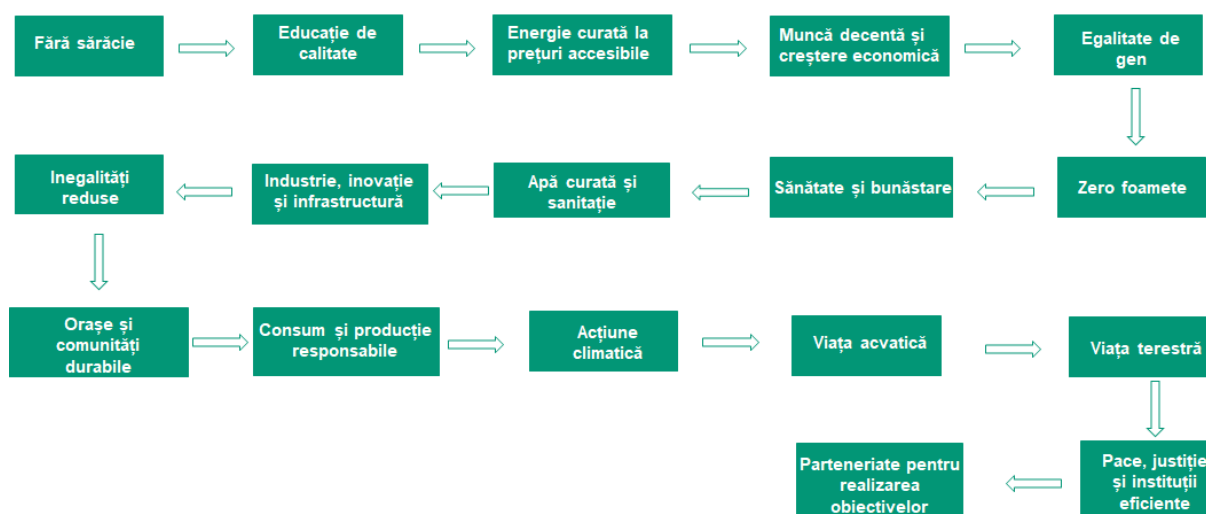 Fără sărăcie
Educație de
calitate
Energie curată la
prețuri accesibile
Muncă decentă și
creștere economică
Egalitate de
gen
Zero foamete
Sănătate și bunăstare
Apă curată și
sanitație
Industrie, inovație
și infrastructură
Inegalități
reduse
Orașe și
comunități
durabile
Consum și producție
responsabile
Acțiune
climatică
Viața acvatică
Viața terestră
Pace, justiție
și instituții
eficiente
Parteneriate pentru
realizarea
obiectivelor